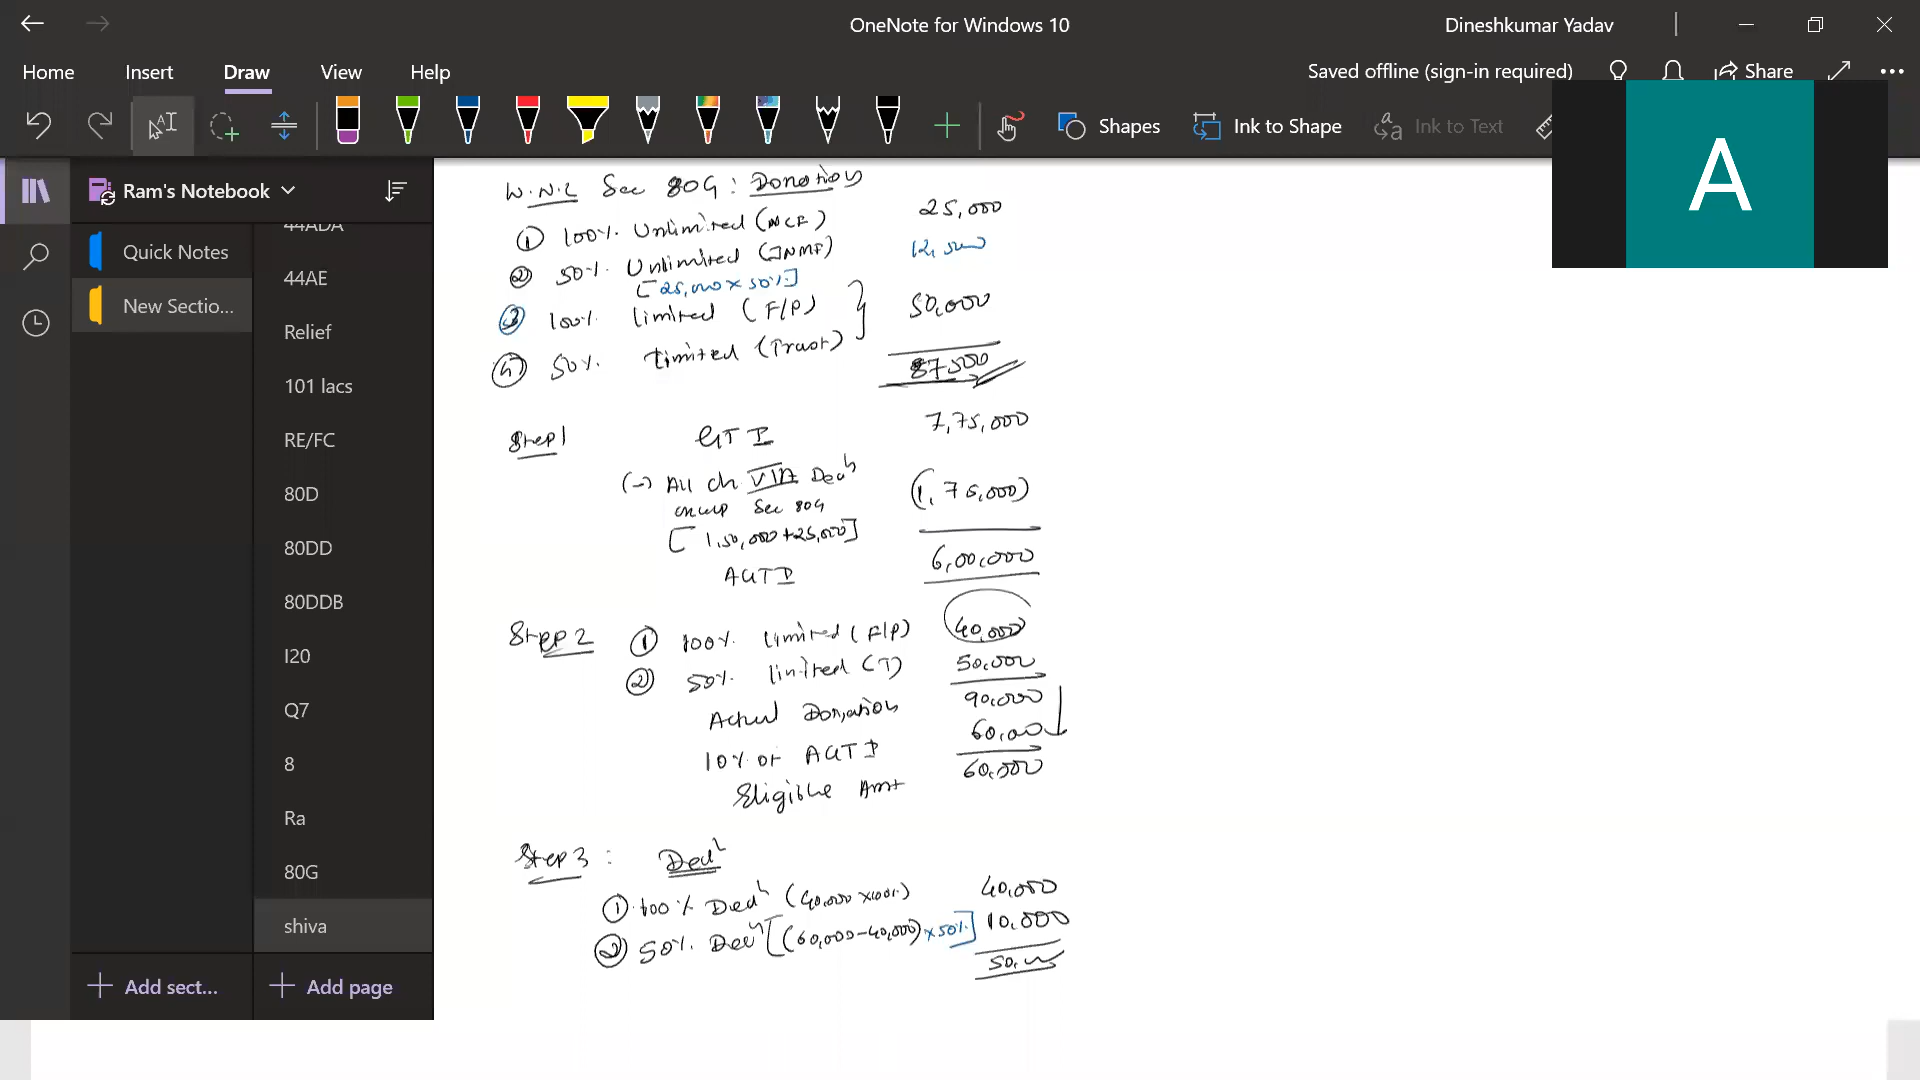 OneNote for Windows 10
Dineshkumar Yadav
Home Insert Draw View Help
Saved offline (sign-in required)
Share
Shapes
Ink to Shape
Ink to Text
A
Ram's Notebook
Quick Notes
New Sectio...
44ADA
44AE
Relief
101 lacs
RE/FC
80D
80DD
80DDB
I20
Q7
8
Ra
80G
shiva
Add sect...
Add page
W.N.2 Sec 80G : Donation
① 100% Unlimited (NCF) 25,000
② 50% Unlimited (JNMF) 12,500
[25,000 x 50%]
③ 100% limited (F/P) } 50,000
④ 50% limited (Trust)
87,500
Step 1 GTI 7,75,000
(-) All ch VIA Dedn (1,75,000)
Sec 80G
[1,50,000+25,000]
AGTI 6,00,000
Step 2 ① 100% limited (F/P) 40,000
② 50% limited (T) 50,000
Actual Donation 90,000
10% of AGTI 60,000
Eligible Amt 60,000
Step 3 : Dedn
① 100% Dedn (40,000 x 100%) 40,000
② 50% Dedn [(60,000-40,000) x 50%] 10,000
50,000